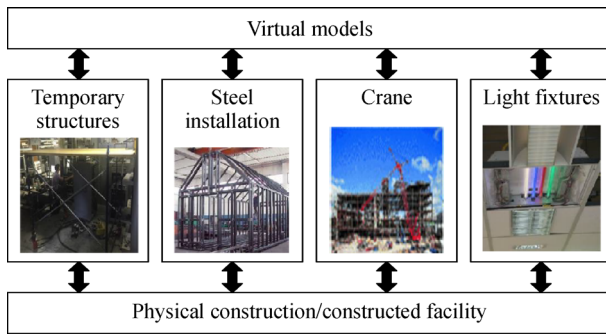 Virtual models
Temporary
structures
Steel
installation
Crane
Light fixtures
Physical construction/constructed facility